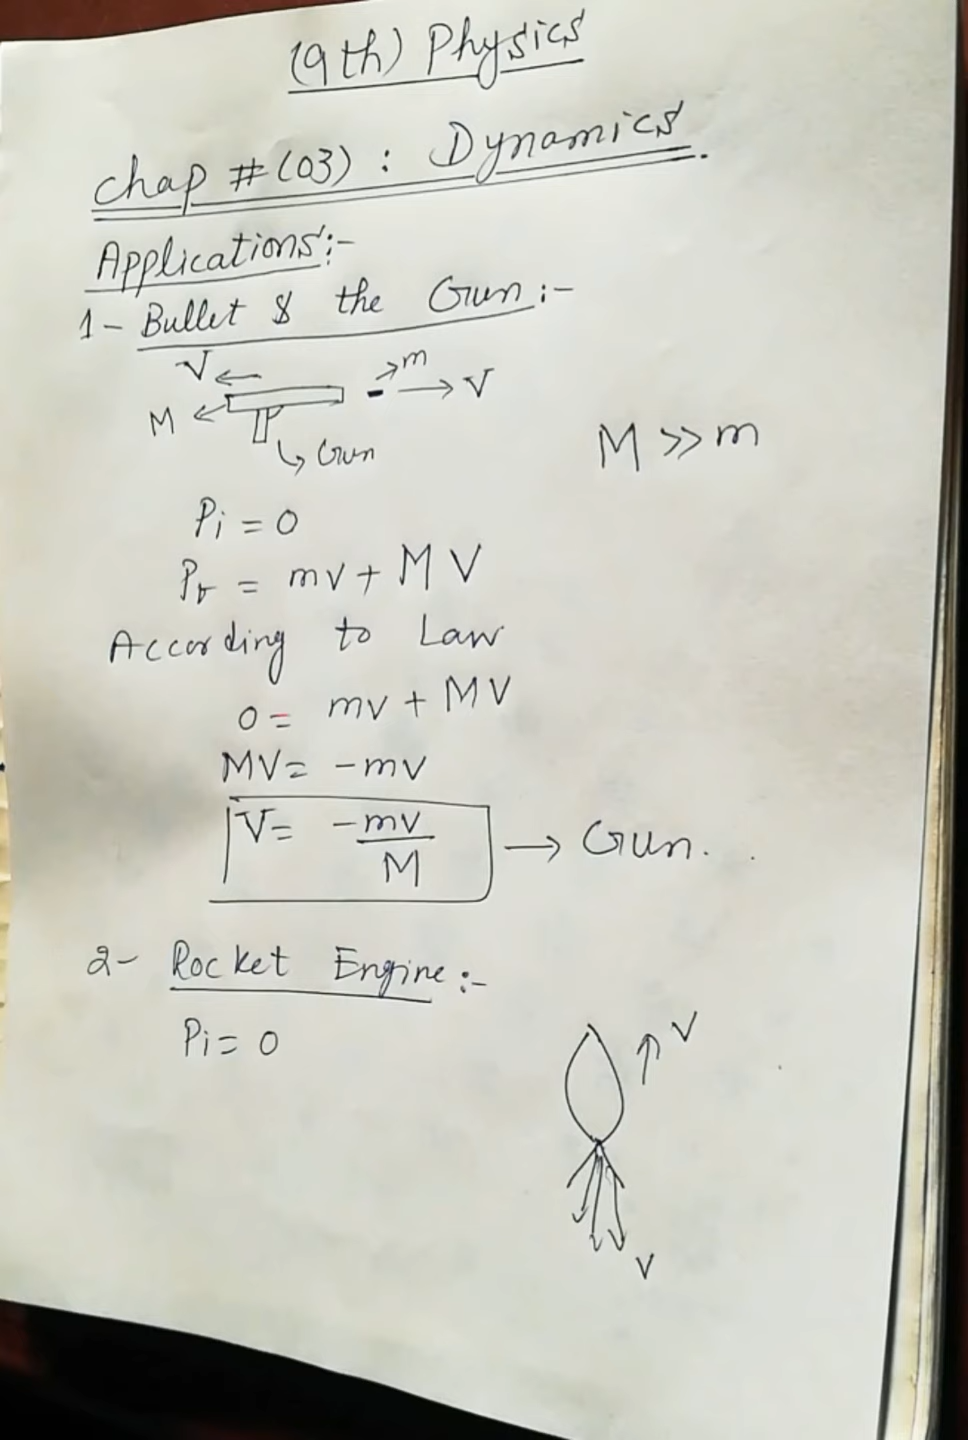 (9th) Physics
Chap # (03) : Dynamics.
Applications:-
1- Bullet & the Gun:-
V
m
V
M
Gun
M >> m
Pi = 0
Pf = mv + MV
According to Law
0 = mv + MV
MV = -mv
V = -mv/M → Gun.
2- Rocket Engine:-
Pi = 0
V
V